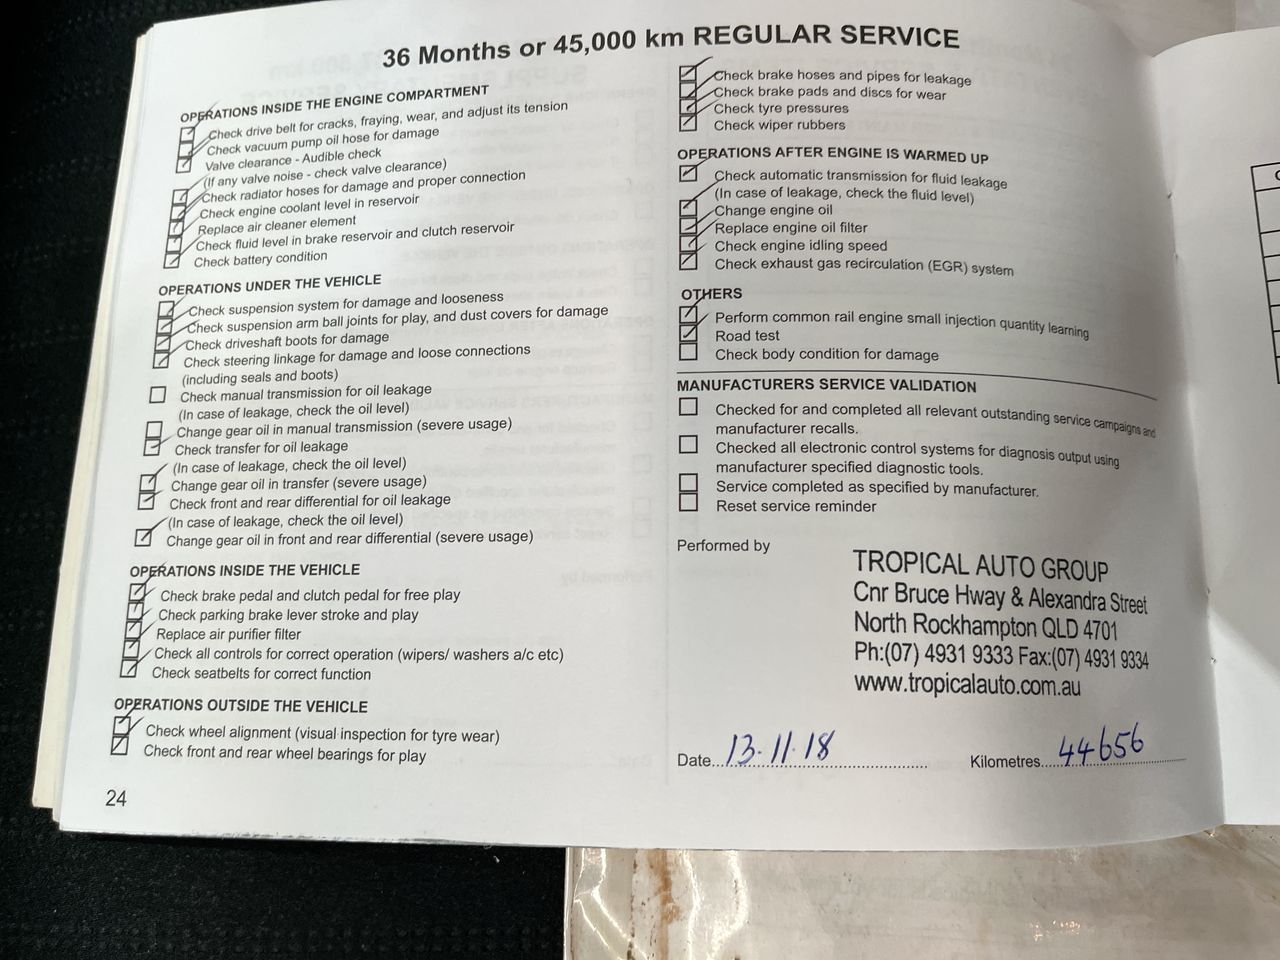 36 Months or 45,000 km REGULAR SERVICE
OPERATIONS INSIDE THE ENGINE COMPARTMENT
Check drive belt for cracks, fraying, wear, and adjust its tension
Check vacuum pump oil hose for damage
Valve clearance - Audible check
(If any valve noise - check valve clearance)
Check radiator hoses for damage and proper connection
Check engine coolant level in reservoir
Replace air cleaner element
Check fluid level in brake reservoir and clutch reservoir
Check battery condition
OPERATIONS UNDER THE VEHICLE
Check suspension system for damage and looseness
Check suspension arm ball joints for play, and dust covers for damage
Check driveshaft boots for damage
Check steering linkage for damage and loose connections
(including seals and boots)
Check manual transmission for oil leakage
(In case of leakage, check the oil level)
Change gear oil in manual transmission (severe usage)
Check transfer for oil leakage
(In case of leakage, check the oil level)
Change gear oil in transfer (severe usage)
Check front and rear differential for oil leakage
(In case of leakage, check the oil level)
Change gear oil in front and rear differential (severe usage)
OPERATIONS INSIDE THE VEHICLE
Check brake pedal and clutch pedal for free play
Check parking brake lever stroke and play
Replace air purifier filter
Check all controls for correct operation (wipers/ washers a/c etc)
Check seatbelts for correct function
OPERATIONS OUTSIDE THE VEHICLE
Check wheel alignment (visual inspection for tyre wear)
Check front and rear wheel bearings for play
24
Check brake hoses and pipes for leakage
Check brake pads and discs for wear
Check tyre pressures
Check wiper rubbers
OPERATIONS AFTER ENGINE IS WARMED UP
Check automatic transmission for fluid leakage
(In case of leakage, check the fluid level)
Change engine oil
Replace engine oil filter
Check engine idling speed
Check exhaust gas recirculation (EGR) system
OTHERS
Perform common rail engine small injection quantity learning
Road test
Check body condition for damage
MANUFACTURERS SERVICE VALIDATION
Checked for and completed all relevant outstanding service campaigns and
manufacturer recalls.
Checked all electronic control systems for diagnosis output using
manufacturer specified diagnostic tools.
Service completed as specified by manufacturer.
Reset service reminder
Performed by
TROPICAL AUTO GROUP
Cnr Bruce Hway & Alexandra Street
North Rockhampton QLD 4701
Ph:(07) 4931 9333 Fax:(07) 4931 9334
www.tropicalauto.com.au
Date...13.11.18
Kilometres....44656